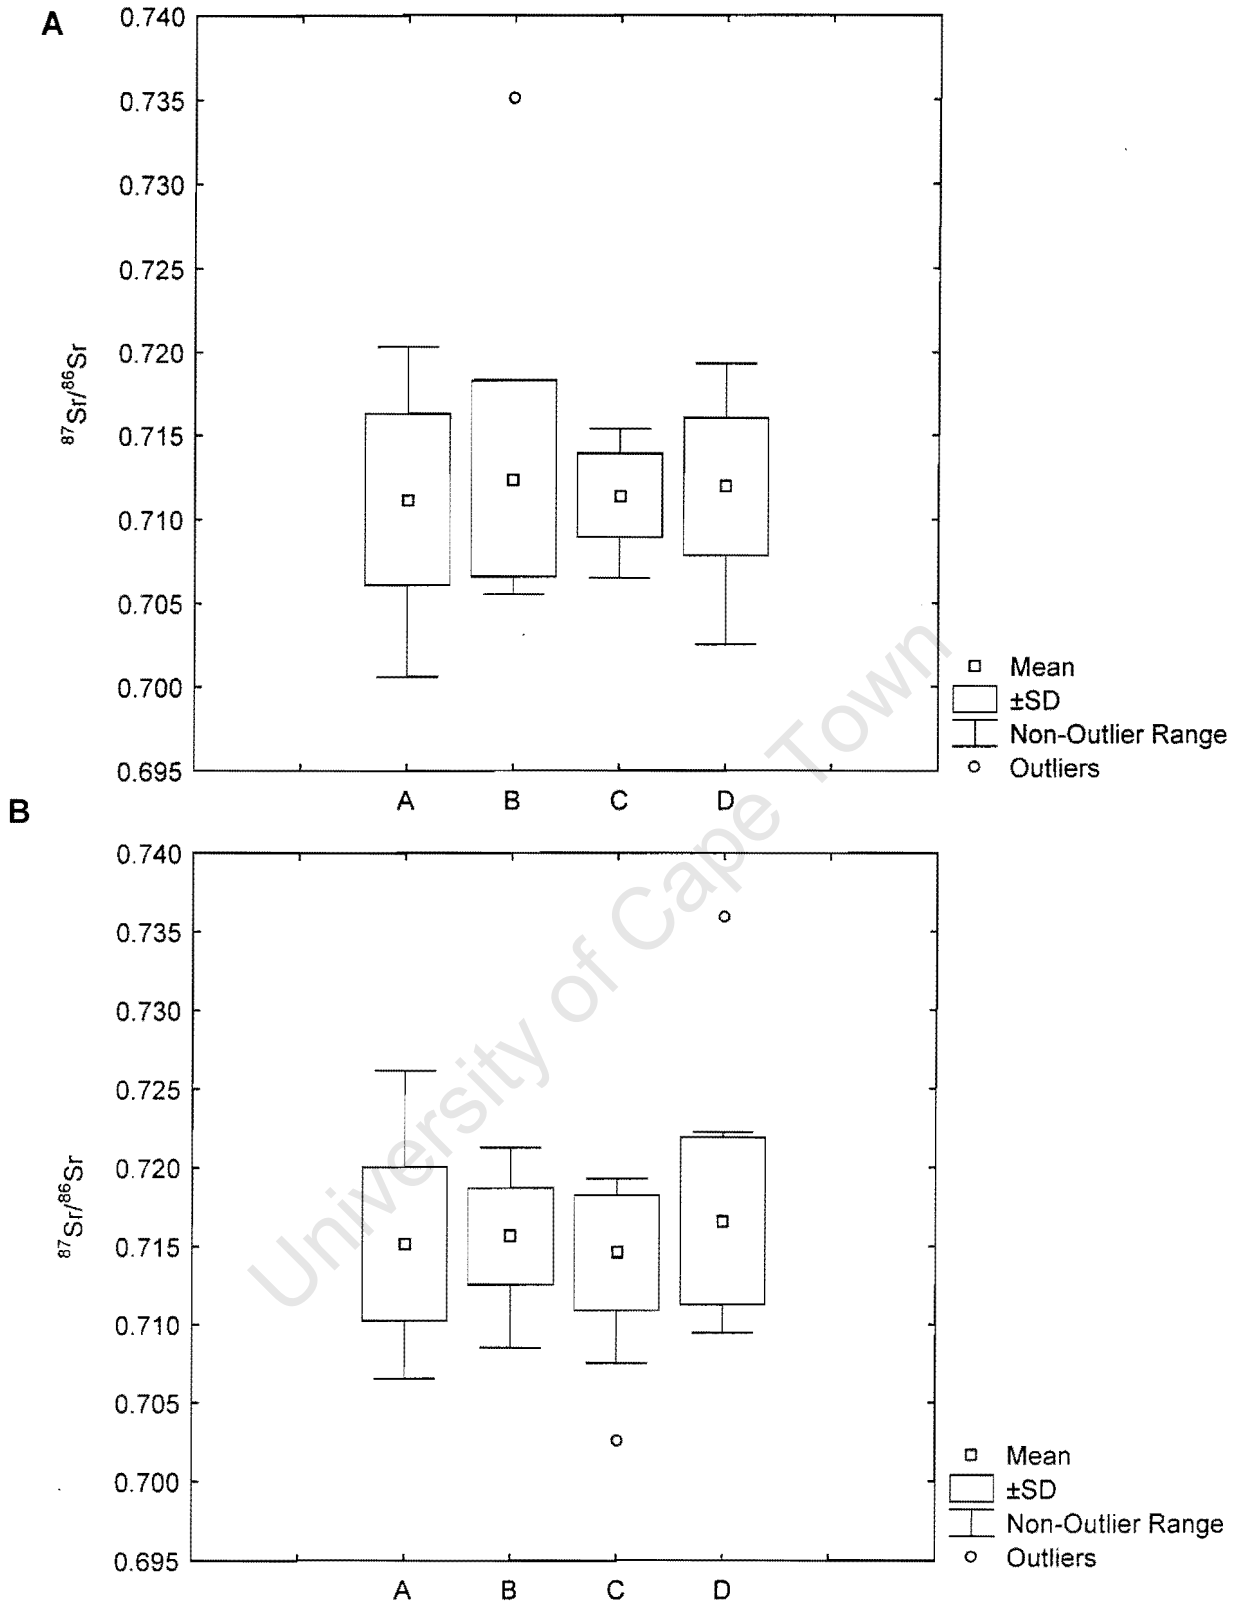 A
0.740
0.735
0.730
0.725
0.720
0.715
0.710
0.705
0.700
0.695
⁸⁷Sr/⁸⁶Sr
A B C D
Mean
±SD
Non-Outlier Range
Outliers
B
0.740
0.735
0.730
0.725
0.720
0.715
0.710
0.705
0.700
0.695
⁸⁷Sr/⁸⁶Sr
A B C D
Mean
±SD
Non-Outlier Range
Outliers
University of Cape Town